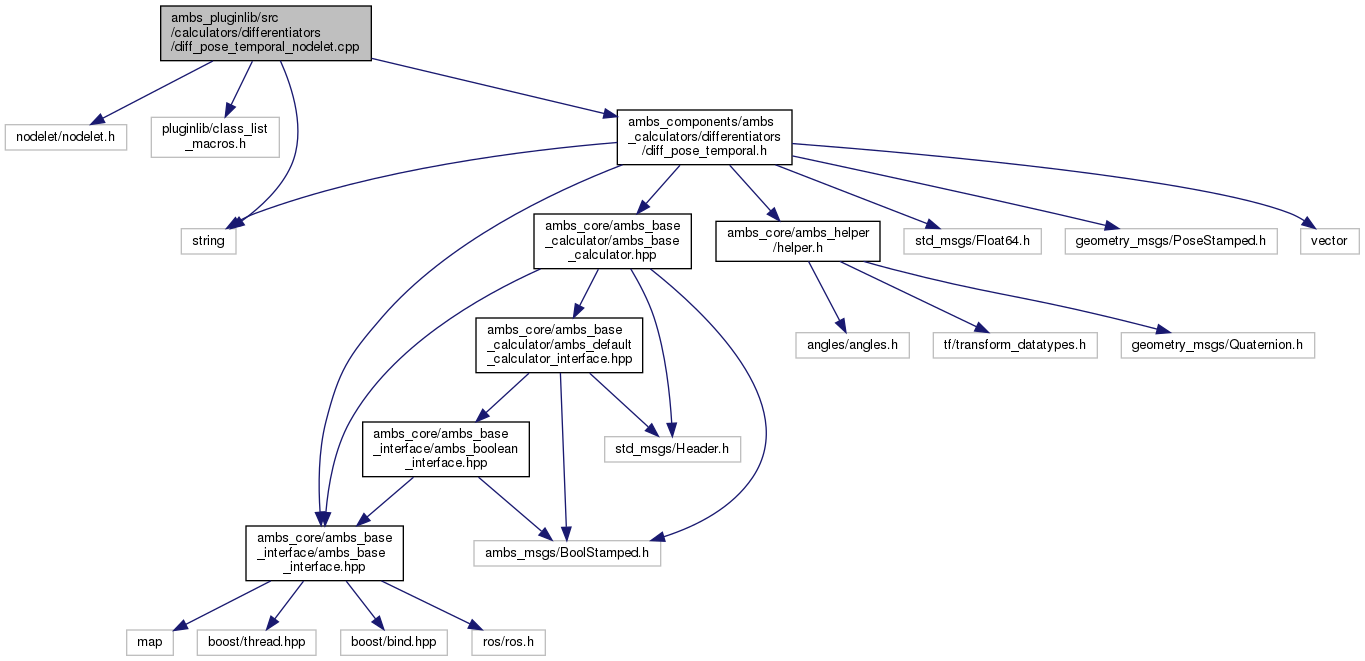 ambs_pluginlib/src
/calculators/differentiators
/diff_pose_temporal_nodelet.cpp
nodelet/nodelet.h
pluginlib/class_list
_macros.h
ambs_components/ambs
_calculators/differentiators
/diff_pose_temporal.h
string
ambs_core/ambs_base
_calculator/ambs_base
_calculator.hpp
ambs_core/ambs_helper
/helper.h
std_msgs/Float64.h
geometry_msgs/PoseStamped.h
vector
ambs_core/ambs_base
_calculator/ambs_default
_calculator_interface.hpp
angles/angles.h
tf/transform_datatypes.h
geometry_msgs/Quaternion.h
ambs_core/ambs_base
_interface/ambs_boolean
_interface.hpp
std_msgs/Header.h
ambs_core/ambs_base
_interface/ambs_base
_interface.hpp
ambs_msgs/BoolStamped.h
map
boost/thread.hpp
boost/bind.hpp
ros/ros.h